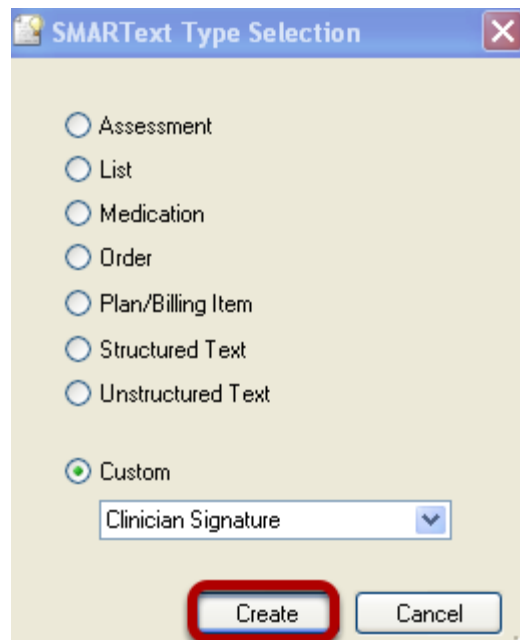 SMARText Type Selection
Assessment
List
Medication
Order
Plan/Billing Item
Structured Text
Unstructured Text
Custom
Clinician Signature
Create Cancel